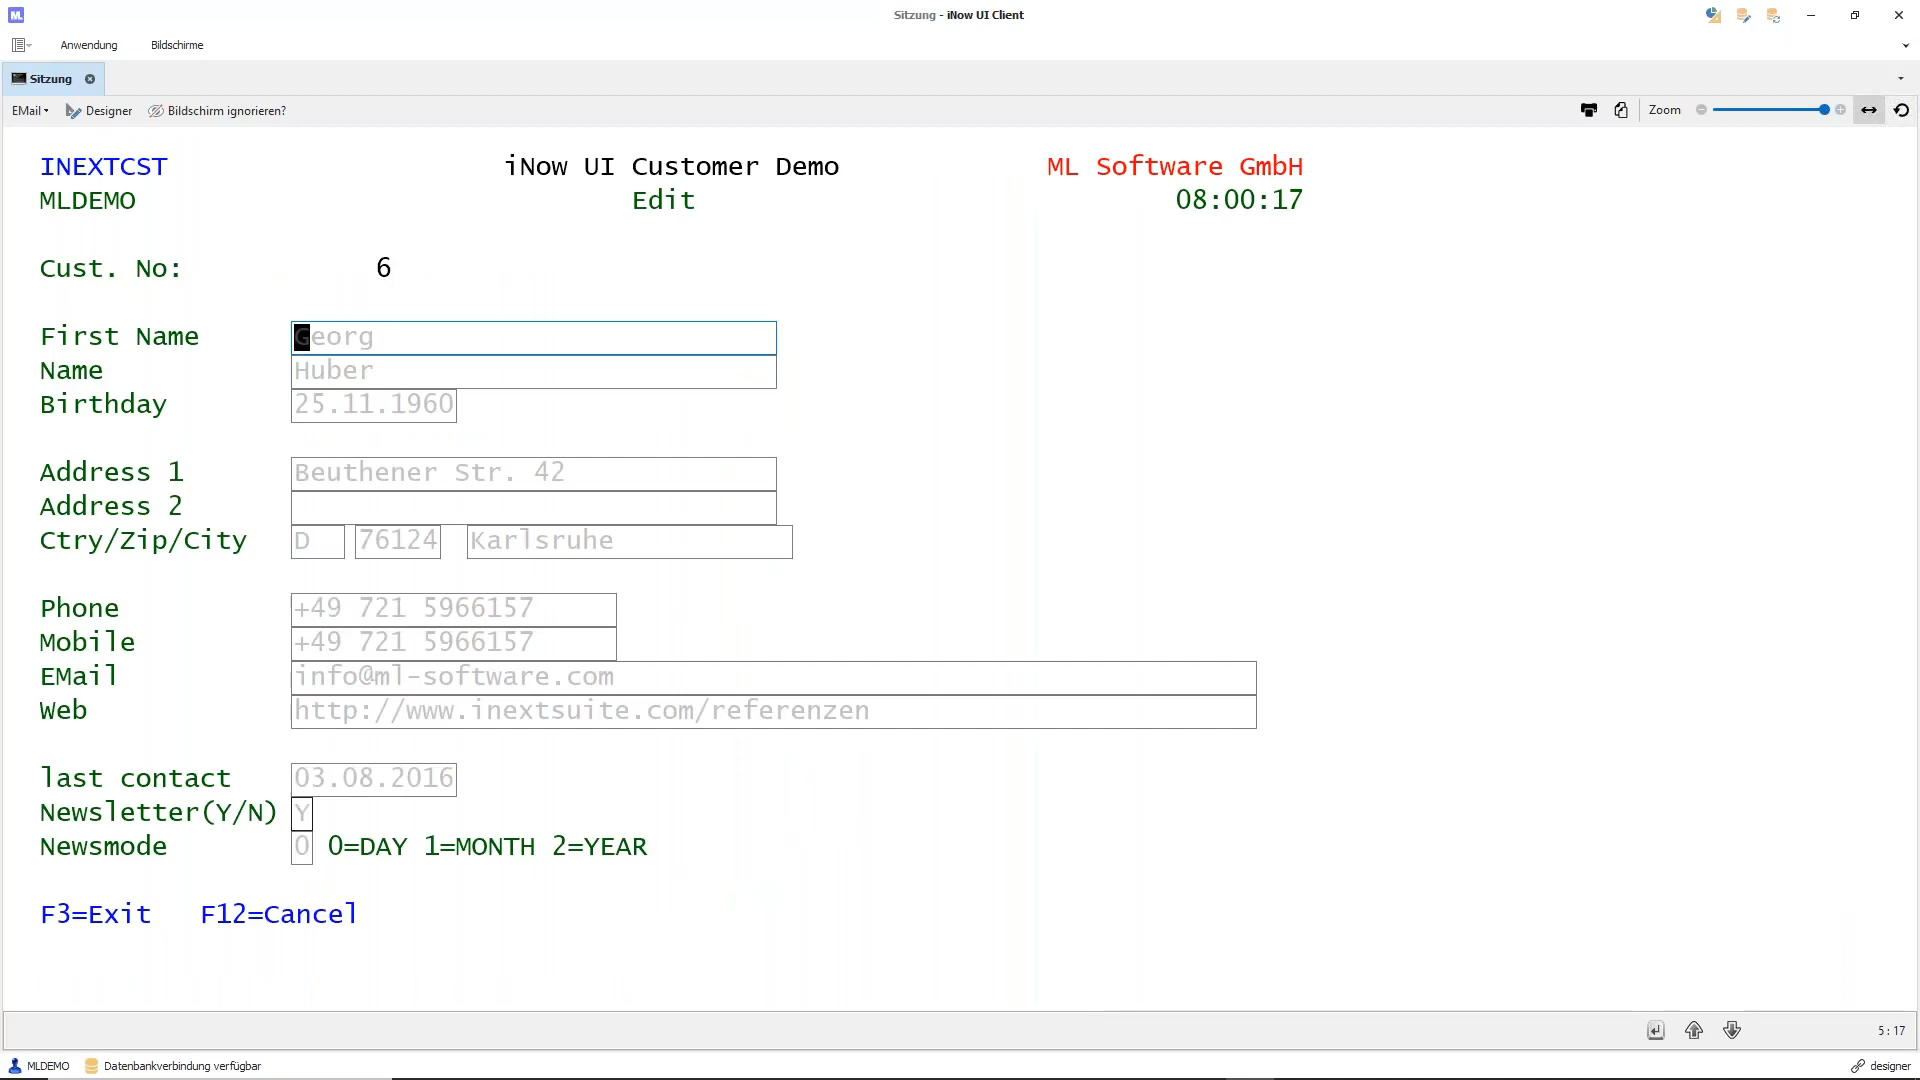 Sitzung - iNow UI Client
Anwendung Bildschirme
Sitzung
EMail Designer Bildschirm ignorieren? Zoom
INEXTCST iNow UI Customer Demo ML Software GmbH
MLDEMO Edit 08:00:17
Cust. No: 6
First Name Georg
Name Huber
Birthday 25.11.1960
Address 1 Beuthener Str. 42
Address 2
Ctry/Zip/City D 76124 Karlsruhe
Phone +49 721 5966157
Mobile +49 721 5966157
EMail info@ml-software.com
Web http://www.inextsuite.com/referenzen
last contact 03.08.2016
Newsletter(Y/N) Y
Newsmode 0 0=DAY 1=MONTH 2=YEAR
F3=Exit F12=Cancel
5 : 17
MLDEMO Datenbankverbindung verfügbar designer